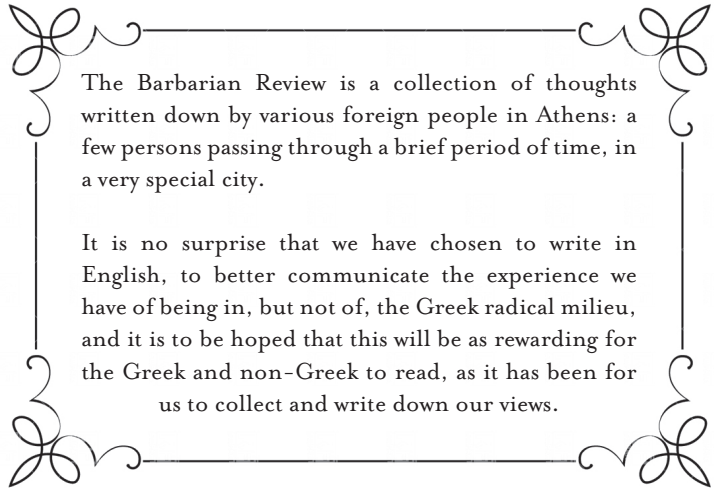 The Barbarian Review is a collection of thoughts
written down by various foreign people in Athens: a
few persons passing through a brief period of time, in
a very special city.
It is no surprise that we have chosen to write in
English, to better communicate the experience we
have of being in, but not of, the Greek radical milieu,
and it is to be hoped that this will be as rewarding for
the Greek and non-Greek to read, as it has been for
us to collect and write down our views.